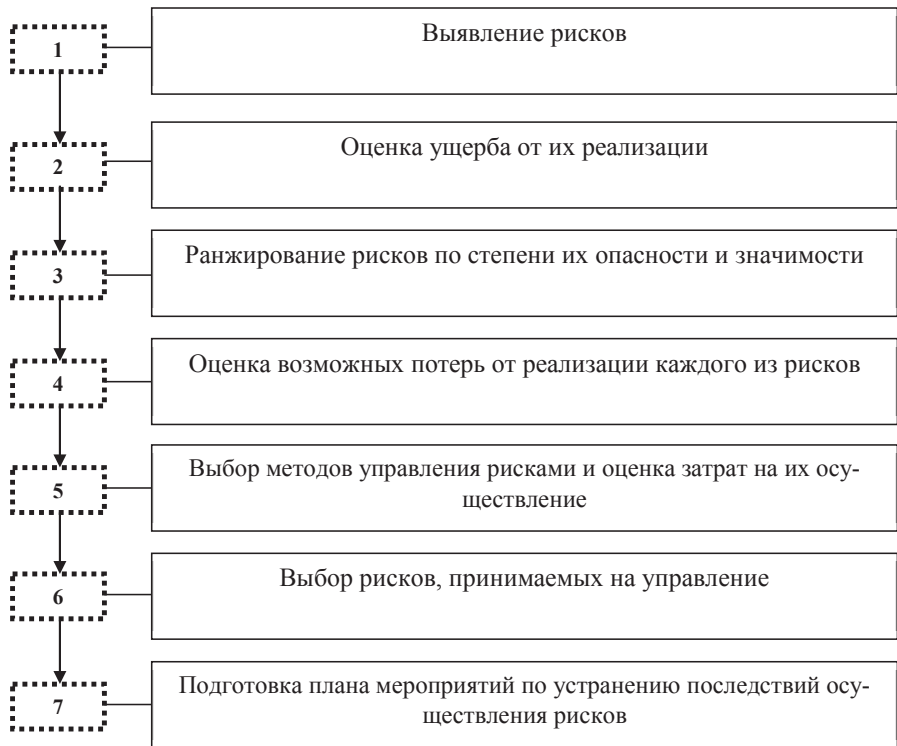 1
Выявление рисков
2
Оценка ущерба от их реализации
3
Ранжирование рисков по степени их опасности и значимости
4
Оценка возможных потерь от реализации каждого из рисков
5
Выбор методов управления рисками и оценка затрат на их осу-
ществление
6
Выбор рисков, принимаемых на управление
7
Подготовка плана мероприятий по устранению последствий осу-
ществления рисков